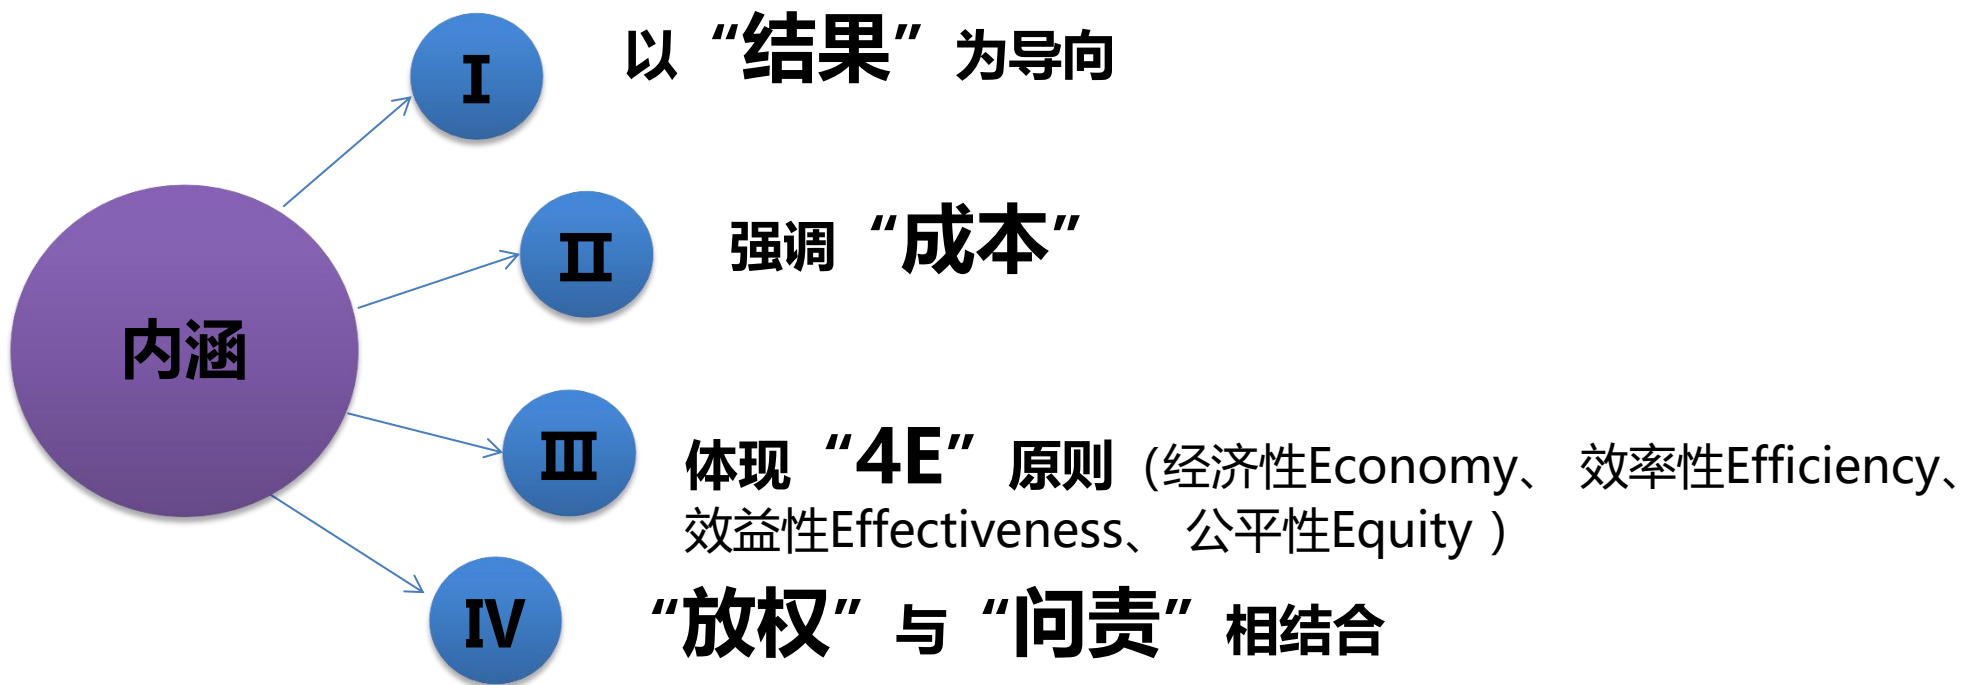 I
以“结果”为导向
II
强调“成本”
内涵
III
体现“4E”原则（经济性Economy、 效率性Efficiency、
效益性Effectiveness、 公平性Equity ）
IV
“放权”与“问责”相结合